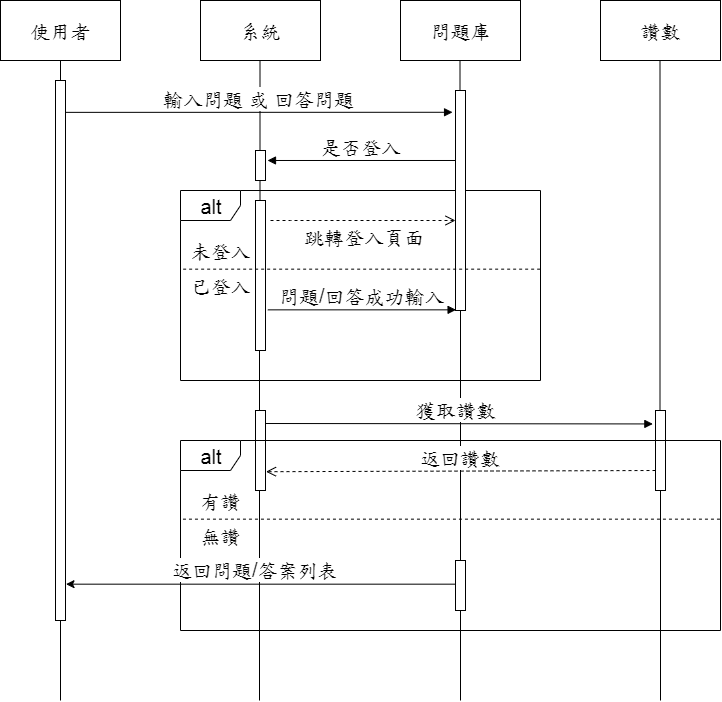 使用者
系統
問題庫
讚數
輸入問題 或 回答問題
是否登入
alt
跳轉登入頁面
未登入
已登入
問題/回答成功輸入
獲取讚數
alt
返回讚數
有讚
無讚
返回問題/答案列表